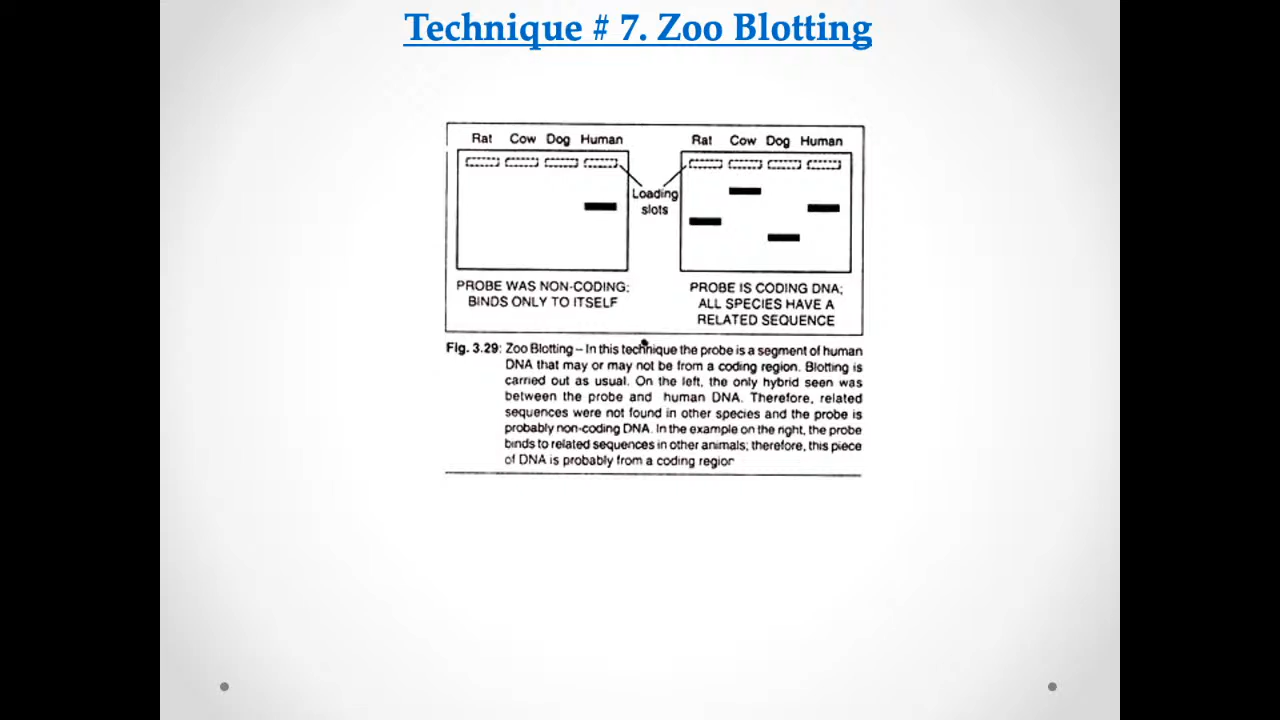 Technique # 7. Zoo Blotting
Rat Cow Dog Human
Rat Cow Dog Human
Loading
slots
PROBE WAS NON-CODING:
BINDS ONLY TO ITSELF
PROBE IS CODING DNA;
ALL SPECIES HAVE A
RELATED SEQUENCE
Fig. 3.29: Zoo Blotting – In this technique the probe is a segment of human
DNA that may or may not be from a coding region. Blotting is
carried out as usual. On the left, the only hybrid seen was
between the probe and human DNA. Therefore, related
sequences were not found in other species and the probe is
probably non-coding DNA. In the example on the right, the probe
binds to related sequences in other animals; therefore, this piece
of DNA is probably from a coding region